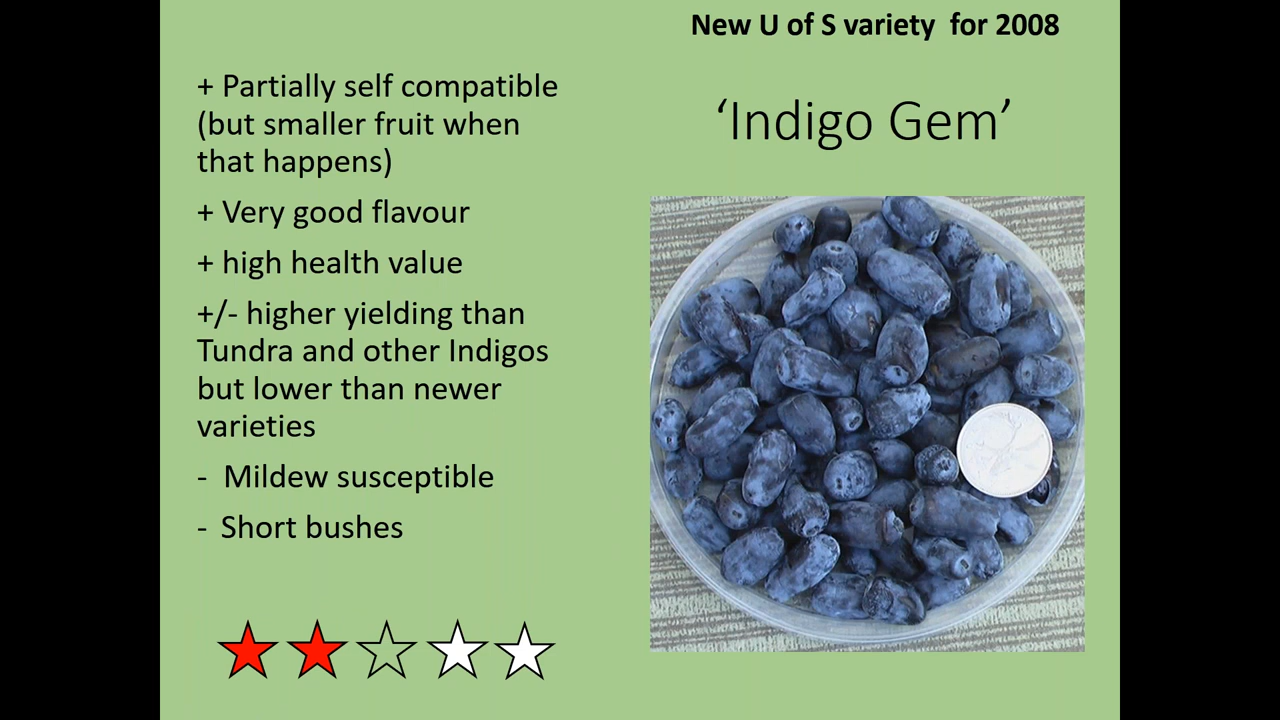 New U of S variety for 2008
‘Indigo Gem’
+ Partially self compatible
(but smaller fruit when
that happens)
+ Very good flavour
+ high health value
+/- higher yielding than
Tundra and other Indigos
but lower than newer
varieties
- Mildew susceptible
- Short bushes